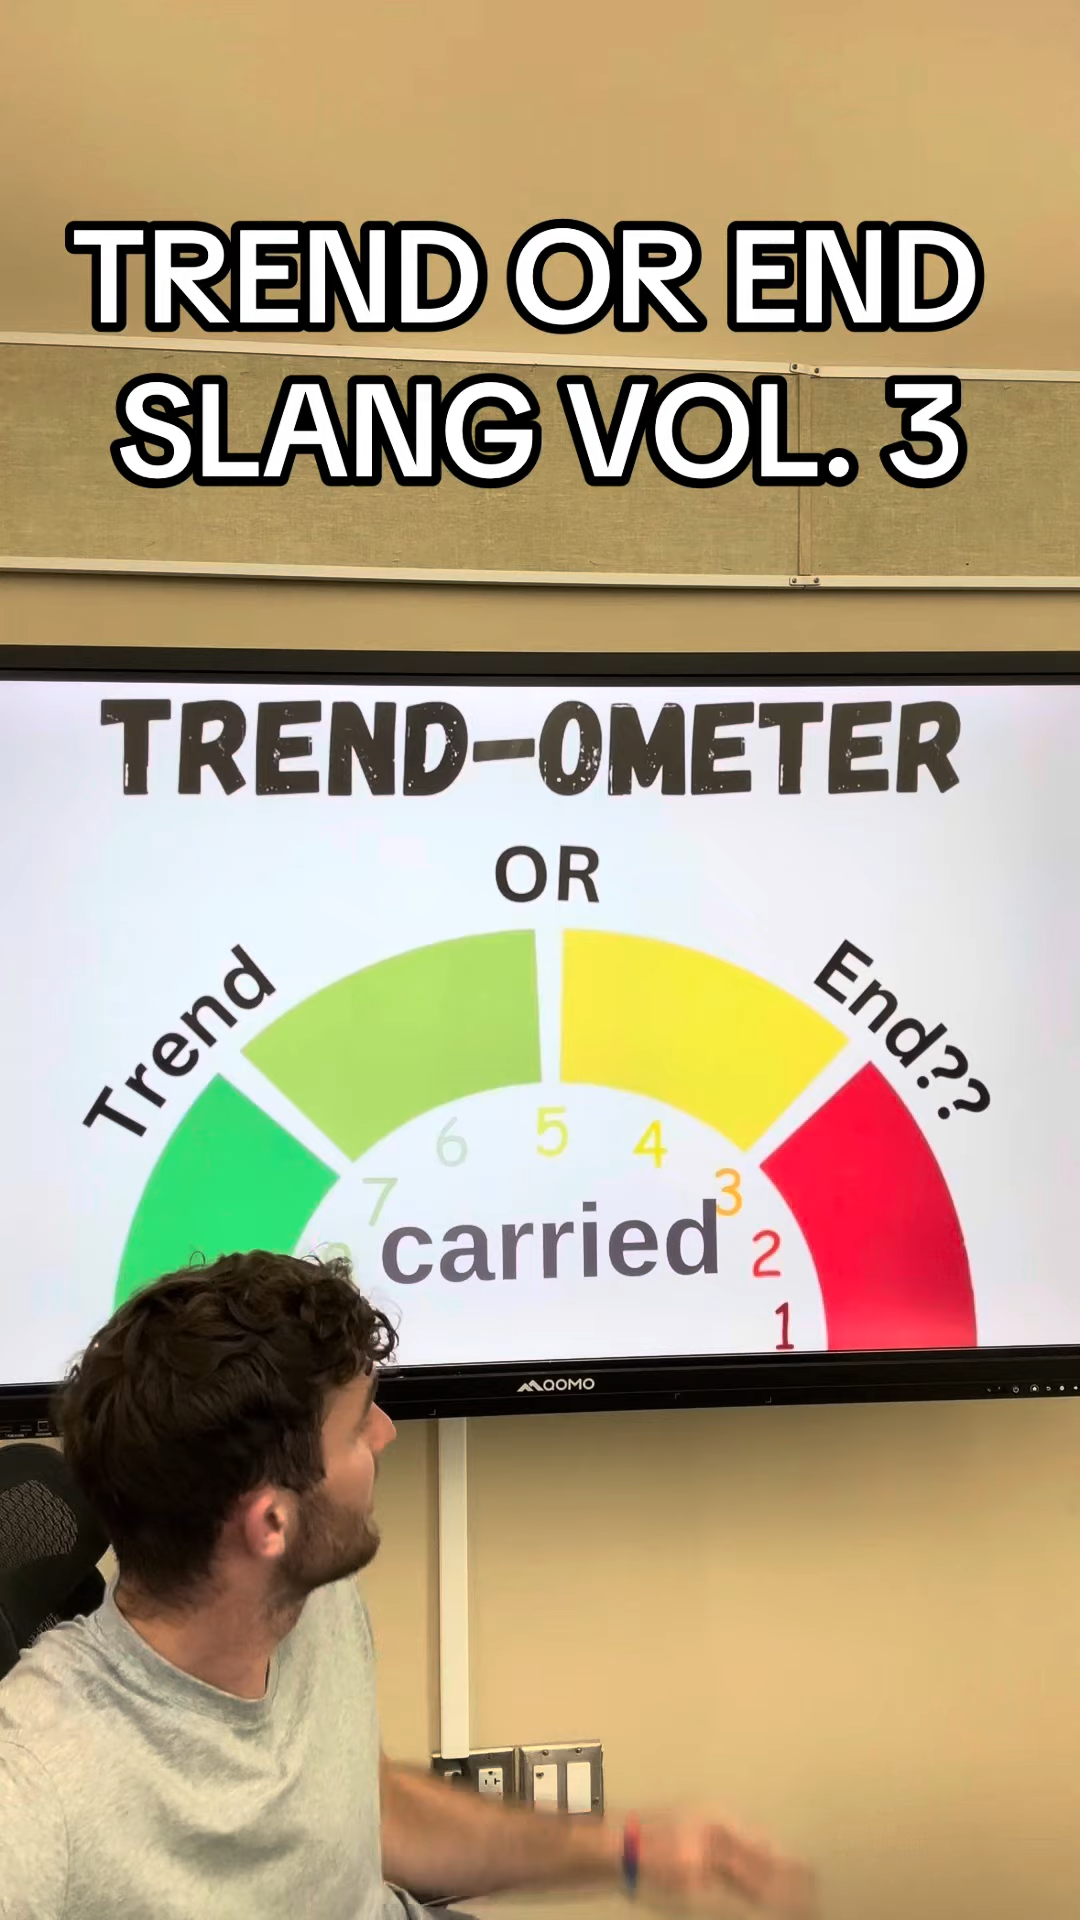 TREND OR END
SLANG VOL. 3
TREND-OMETER
OR
Trend
End??
7
6
5
4
3
2
1
carried
QOMO